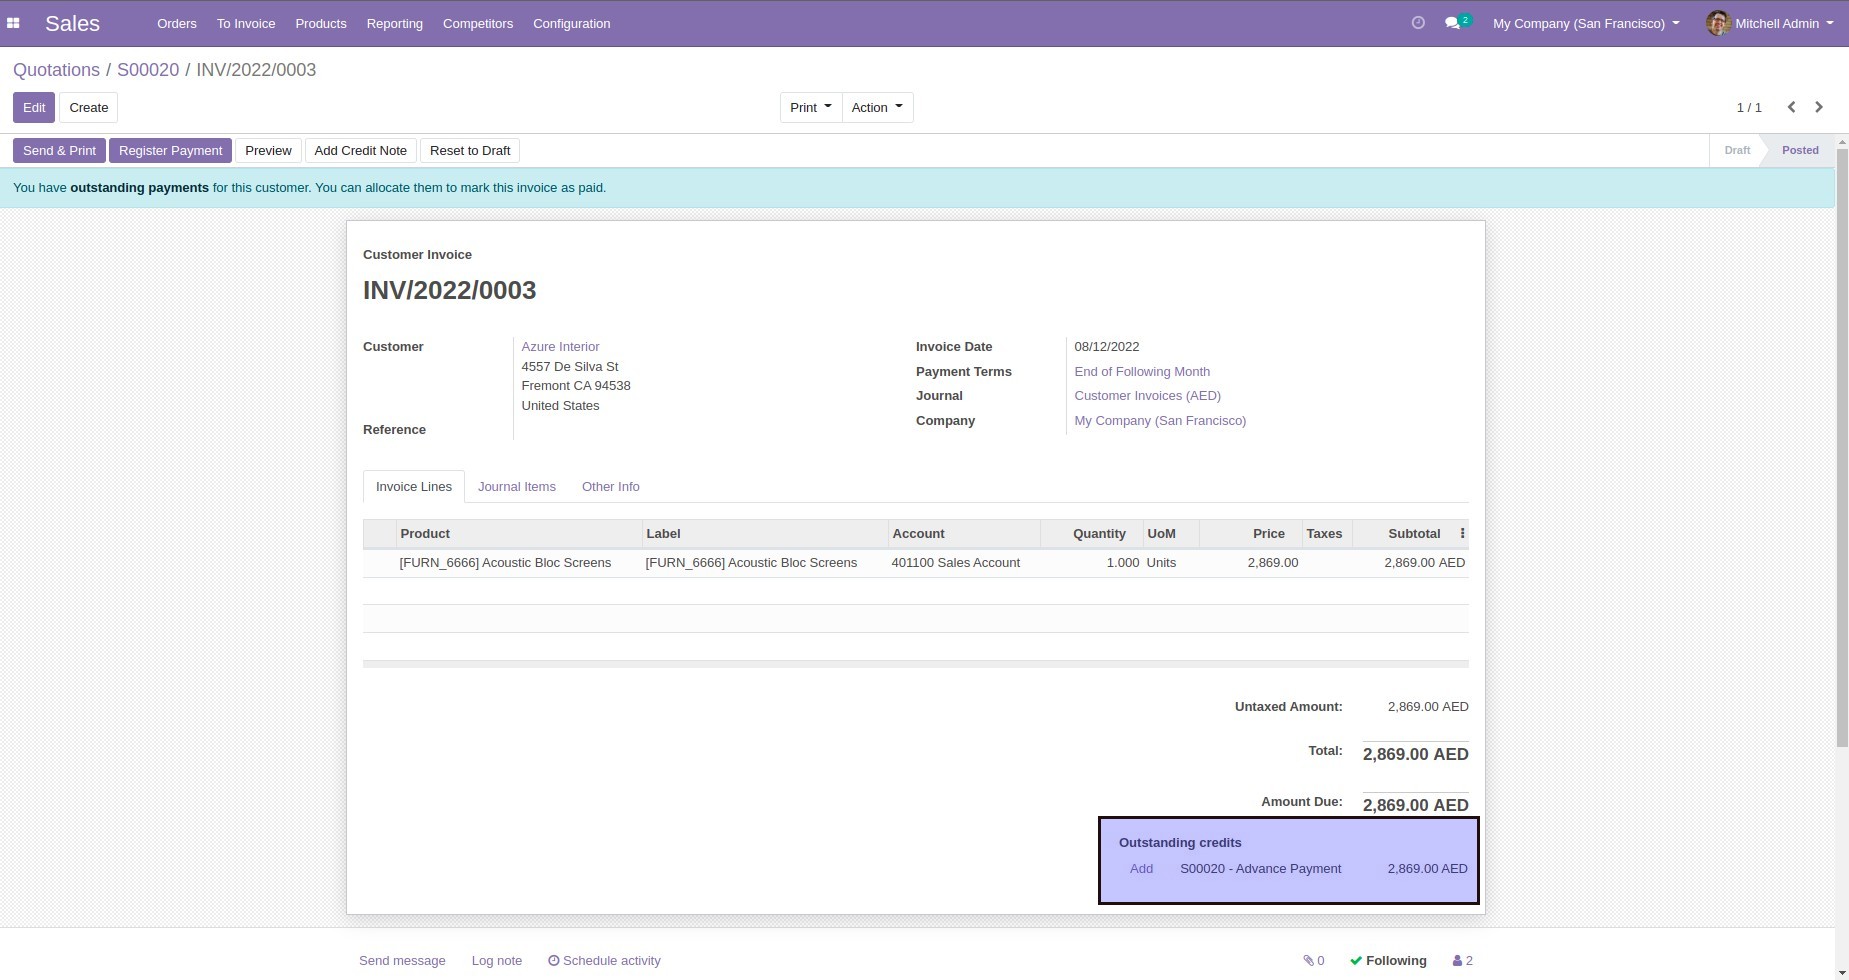 Sales Orders To Invoice Products Reporting Competitors Configuration 2 My Company (San Francisco) Mitchell Admin
Quotations / S00020 / INV/2022/0003
Edit Create Print Action 1 / 1
Send & Print Register Payment Preview Add Credit Note Reset to Draft Draft Posted
You have outstanding payments for this customer. You can allocate them to mark this invoice as paid.
Customer Invoice
INV/2022/0003
Customer Azure Interior Invoice Date 08/12/2022
4557 De Silva St Payment Terms End of Following Month
Fremont CA 94538 Journal Customer Invoices (AED)
United States Company My Company (San Francisco)
Reference
Invoice Lines Journal Items Other Info
Product Label Account Quantity UoM Price Taxes Subtotal
[FURN_6666] Acoustic Bloc Screens [FURN_6666] Acoustic Bloc Screens 401100 Sales Account 1.000 Units 2,869.00 2,869.00 AED
Untaxed Amount: 2,869.00 AED
Total: 2,869.00 AED
Amount Due: 2,869.00 AED
Outstanding credits
Add S00020 - Advance Payment 2,869.00 AED
Send message Log note Schedule activity 0 Following 2